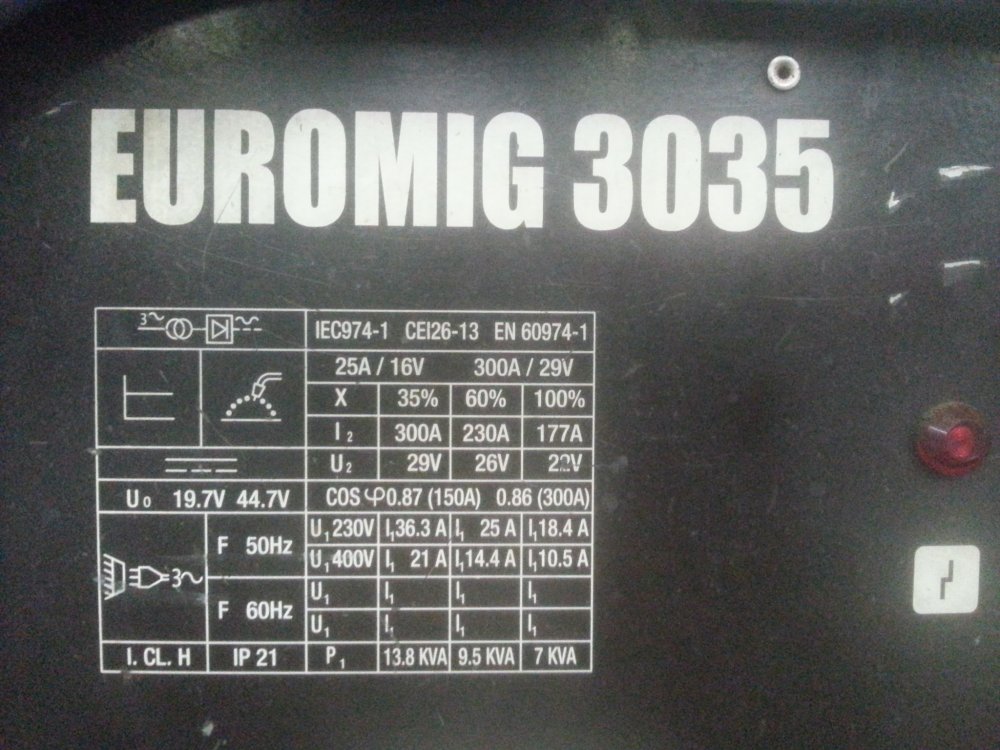 EUROMIG 3035
3~ IEC974-1 CEI26-13 EN 60974-1
25A / 16V 300A / 29V
X 35% 60% 100%
I2 300A 230A 177A
U2 29V 26V 22V
U0 19.7V 44.7V COS φ0.87 (150A) 0.86 (300A)
F 50Hz U1 230V I1 36.3 A I1 25 A I1 18.4 A
U1 400V I1 21 A I1 14.4 A I1 10.5 A
3~
F 60Hz U1 I1 I1 I1
U1 I1 I1 I1
I. CL. H IP 21 P1 13.8 KVA 9.5 KVA 7 KVA